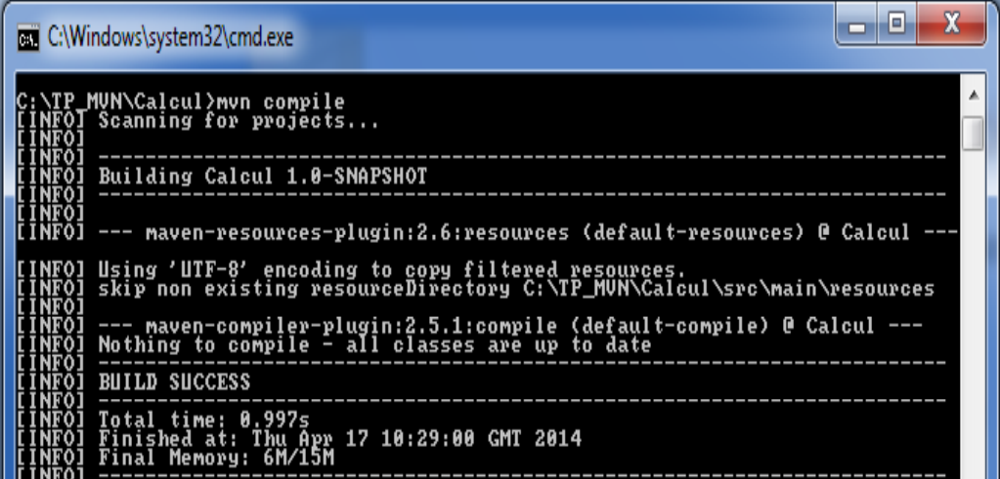 C:\Windows\system32\cmd.exe
C:\TP_MVN\Calcul>mvn compile
[INFO] Scanning for projects...
[INFO]
[INFO] ------------------------------------------------------------------------
[INFO] Building Calcul 1.0-SNAPSHOT
[INFO] ------------------------------------------------------------------------
[INFO]
[INFO] --- maven-resources-plugin:2.6:resources (default-resources) @ Calcul ---
[INFO] Using 'UTF-8' encoding to copy filtered resources.
[INFO] skip non existing resourceDirectory C:\TP_MVN\Calcul\src\main\resources
[INFO]
[INFO] --- maven-compiler-plugin:2.5.1:compile (default-compile) @ Calcul ---
[INFO] Nothing to compile - all classes are up to date
[INFO] ------------------------------------------------------------------------
[INFO] BUILD SUCCESS
[INFO] ------------------------------------------------------------------------
[INFO] Total time: 0.997s
[INFO] Finished at: Thu Apr 17 10:29:00 GMT 2014
[INFO] Final Memory: 6M/15M
[INFO] ------------------------------------------------------------------------